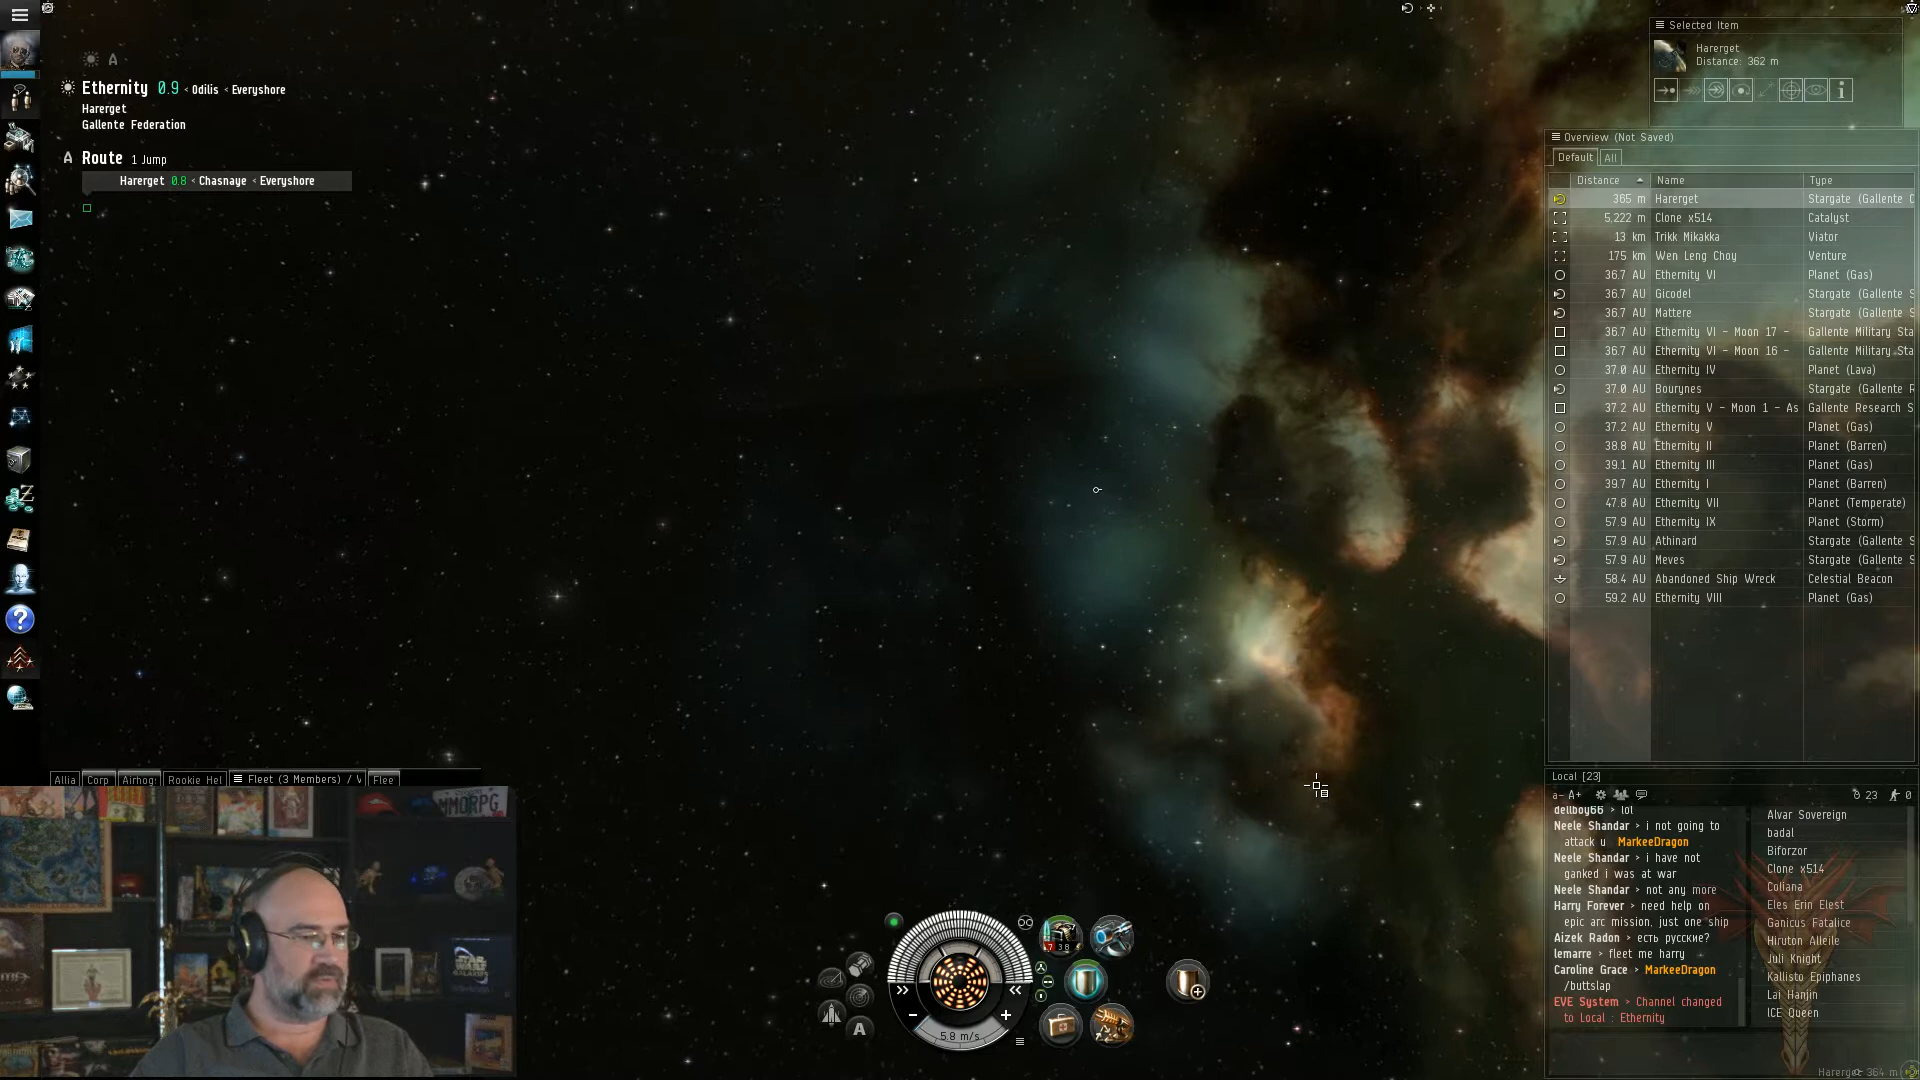 Ethernity 0.9 < Odilis < Everyshore
Harerget
Gallente Federation
A Route 1 Jump
Harerget 0.8 < Chasnaye < Everyshore
Selected Item
Harerget
Distance: 362 m
Overview (Not Saved)
Default All
Distance Name Type
365 m Harerget Stargate (Gallente C
5,222 m Clone x514 Catalyst
13 km Trikk Mikakka Viator
175 km Wen Leng Choy Venture
36.7 AU Ethernity VI Planet (Gas)
36.7 AU Gicodel Stargate (Gallente S
36.7 AU Mattere Stargate (Gallente S
36.7 AU Ethernity VI - Moon 17 - Gallente Military Sta
36.7 AU Ethernity VI - Moon 16 - Gallente Military Sta
37.0 AU Ethernity IV Planet (Lava)
37.0 AU Bourynes Stargate (Gallente R
37.2 AU Ethernity V - Moon 1 - As Gallente Research S
37.2 AU Ethernity V Planet (Gas)
38.8 AU Ethernity II Planet (Barren)
39.1 AU Ethernity III Planet (Gas)
39.7 AU Ethernity I Planet (Barren)
47.8 AU Ethernity VII Planet (Temperate)
57.9 AU Ethernity IX Planet (Storm)
57.9 AU Athinard Stargate (Gallente S
57.9 AU Meves Stargate (Gallente S
58.4 AU Abandoned Ship Wreck Celestial Beacon
59.2 AU Ethernity VIII Planet (Gas)
Allia Corp Airhog: Rookie Hel Fleet (3 Members) / V Flee
MMORPG
STAR WARS GALAXIES
5.8 m/s
A
Local [23]
a- A+ 23 0
dellboy66 > lol
Neele Shandar > i not going to
attack u MarkeeDragon
Neele Shandar > i have not
ganked i was at war
Neele Shandar > not any more
Harry Forever > need help on
epic arc mission, just one ship
Aizek Radon > есть русские?
lemarre > fleet me harry
Caroline Grace > MarkeeDragon
/buttslap
EVE System > Channel changed
to Local : Ethernity
Alvar Sovereign
badal
Biforzor
Clone x514
Coliana
Eles Erin Elest
Ganicus Fatalice
Hiruton Alleile
Juli Knight
Kallisto Epiphanes
Lai Hanjin
ICE Queen
Harerget 364 m